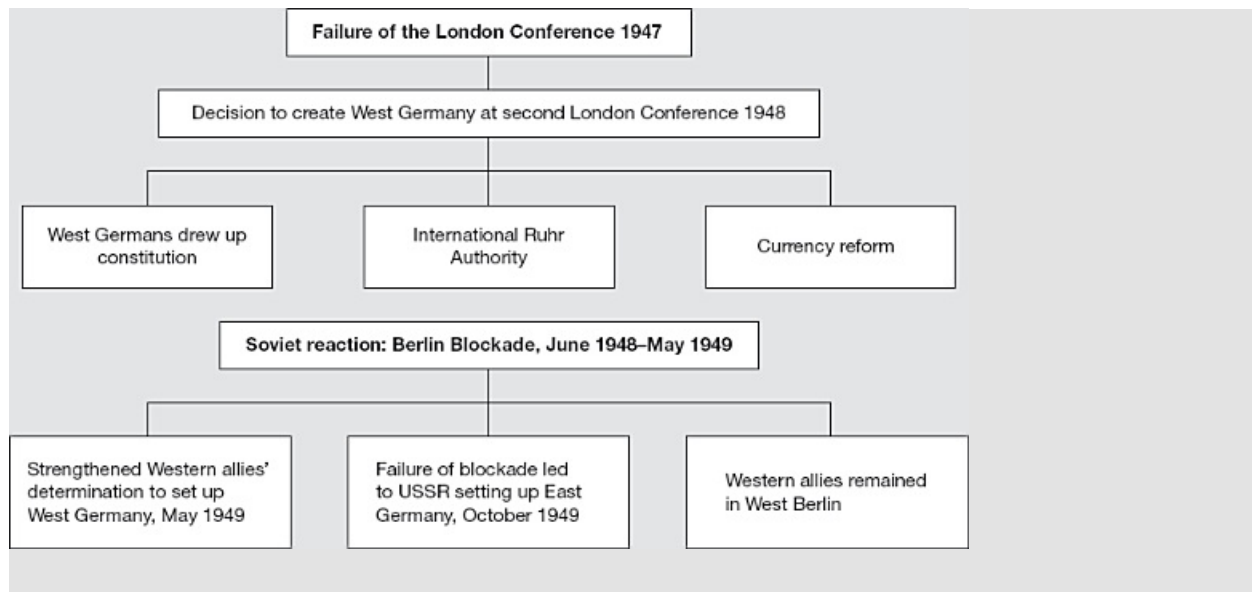 Failure of the London Conference 1947
Decision to create West Germany at second London Conference 1948
West Germans drew up
constitution
International Ruhr
Authority
Currency reform
Soviet reaction: Berlin Blockade, June 1948–May 1949
Strengthened Western allies’
determination to set up
West Germany, May 1949
Failure of blockade led
to USSR setting up East
Germany, October 1949
Western allies remained
in West Berlin